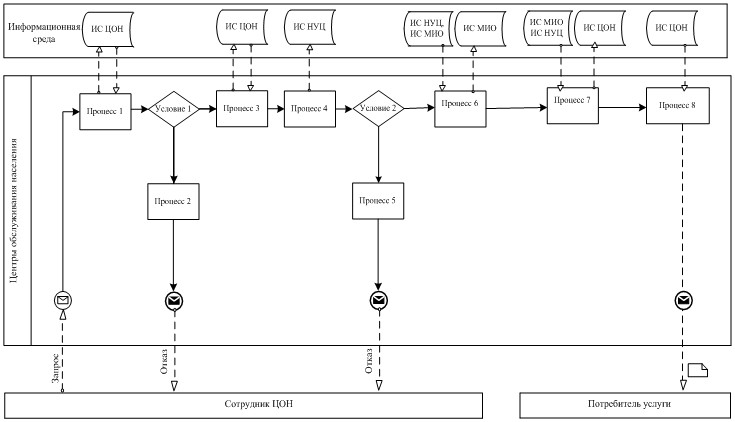 Информационная
среда
ИС ЦОН
ИС ЦОН
ИС НУЦ
ИС НУЦ,
ИС МИО
ИС МИО
ИС МИО
ИС НУЦ
ИС ЦОН
ИС ЦОН
Центры обслуживания населения
Процесс 1
Условие 1
Процесс 3
Процесс 4
Условие 2
Процесс 6
Процесс 7
Процесс 8
Процесс 2
Процесс 5
Запрос
Отказ
Отказ
Сотрудник ЦОН
Потребитель услуги